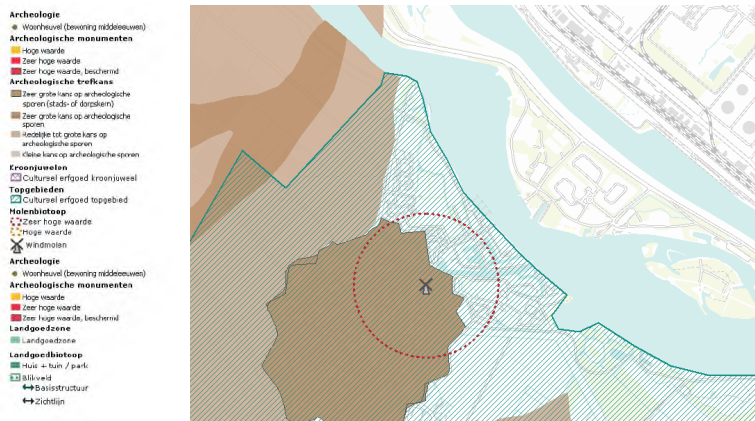 Archeologie
Woonheuvel (bewoning middeleeuwen)
Archeologische monumenten
Hoge waarde
Zeer hoge waarde
Zeer hoge waarde, beschermd
Archeologische trefkans
Zeer grote kans op archeologische
sporen (stads- of dorpskern)
Zeer grote kans op archeologische
sporen
Redelijke tot grote kans op
archeologische sporen
Kleine kans op archeologische sporen
Kroonjuwelen
Cultureel erfgoed kroonjuweel
Topgebieden
Cultureel erfgoed topgebied
Molenbiotoop
Zeer hoge waarde
Hoge waarde
Windmolen
Archeologie
Woonheuvel (bewoning middeleeuwen)
Archeologische monumenten
Hoge waarde
Zeer hoge waarde
Zeer hoge waarde, beschermd
Landgoedzone
Landgoedzone
Landgoedbiotoop
Huis + tuin / park
Blikveld
Basisstructuur
Zichtlijn